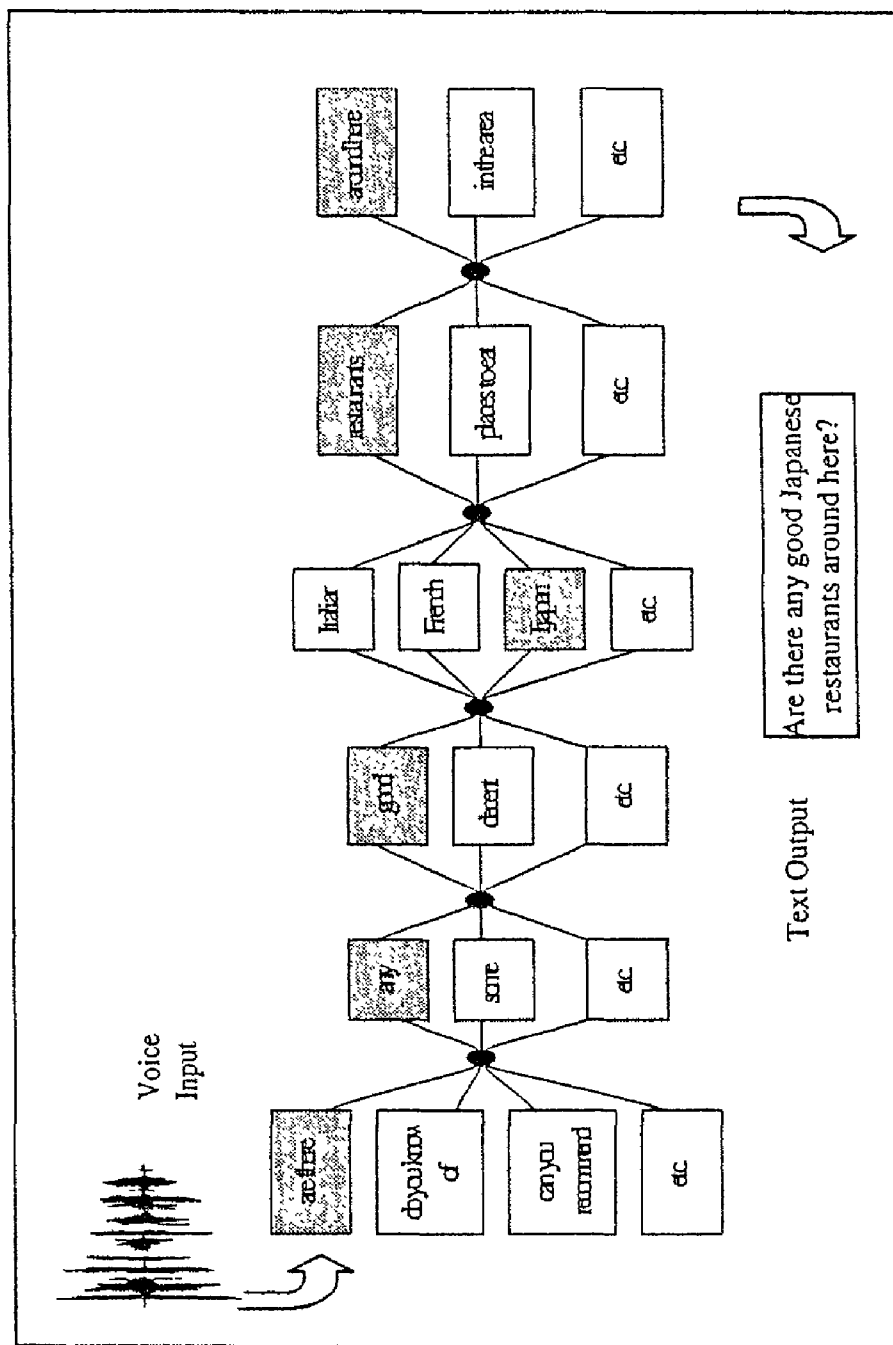 Voice
Input
are there
do you know
of
can you
recommend
etc.
any
some
etc.
good
decent
etc.
Italian
French
etc.
restaurants
places to eat
etc.
around here
in the area
etc.
Text Output
Are there any good Japanese
restaurants around here?